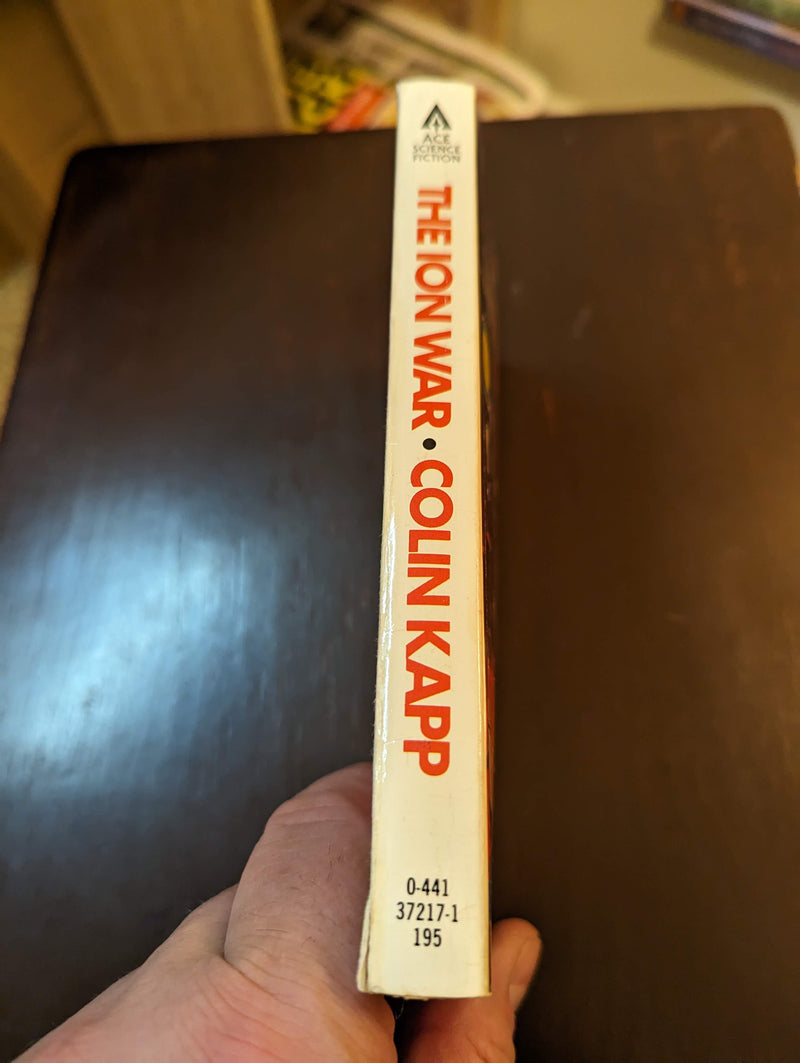 ACE
SCIENCE
FICTION
THE ION WAR • COLIN KAPP
0-441
37217-1
195